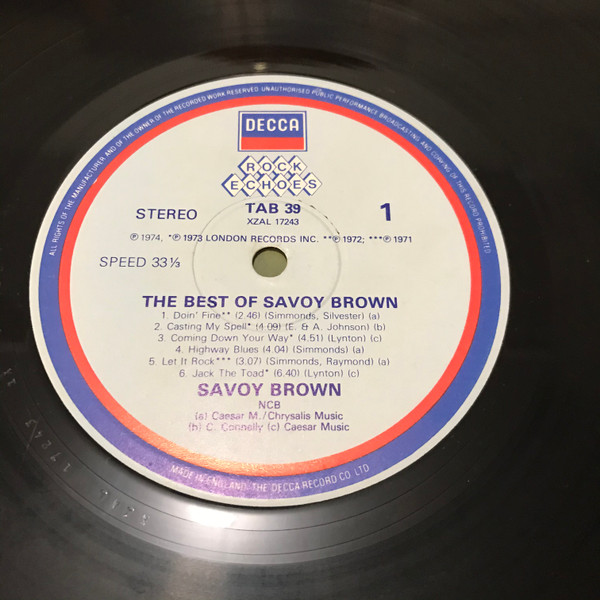 ALL RIGHTS OF THE MANUFACTURER AND OF THE OWNER OF THE RECORDED WORK RESERVED UNAUTHORISED PUBLIC PERFORMANCE BROADCASTING AND COPYING OF THIS RECORD PROHIBITED
DECCA
ROCK
ECHOES
STEREO TAB 39 1
XZAL 17243
℗ 1974, *℗ 1973 LONDON RECORDS INC. **℗ 1972; ***℗ 1971
SPEED 33⅓
THE BEST OF SAVOY BROWN
1. Doin' Fine** (2.46) (Simmonds, Silvester) (a)
2. Casting My Spell* (4.09) (E. & A. Johnson) (b)
3. Coming Down Your Way* (4.51) (Lynton) (c)
4. Highway Blues (4.04) (Simmonds) (a)
5. Let It Rock*** (3.07) (Simmonds, Raymond) (a)
6. Jack The Toad* (6.40) (Lynton) (c)
SAVOY BROWN
NCB
(a) Caesar M./Chrysalis Music
(b) C. Connelly (c) Caesar Music
MADE IN ENGLAND, THE DECCA RECORD CO. LTD